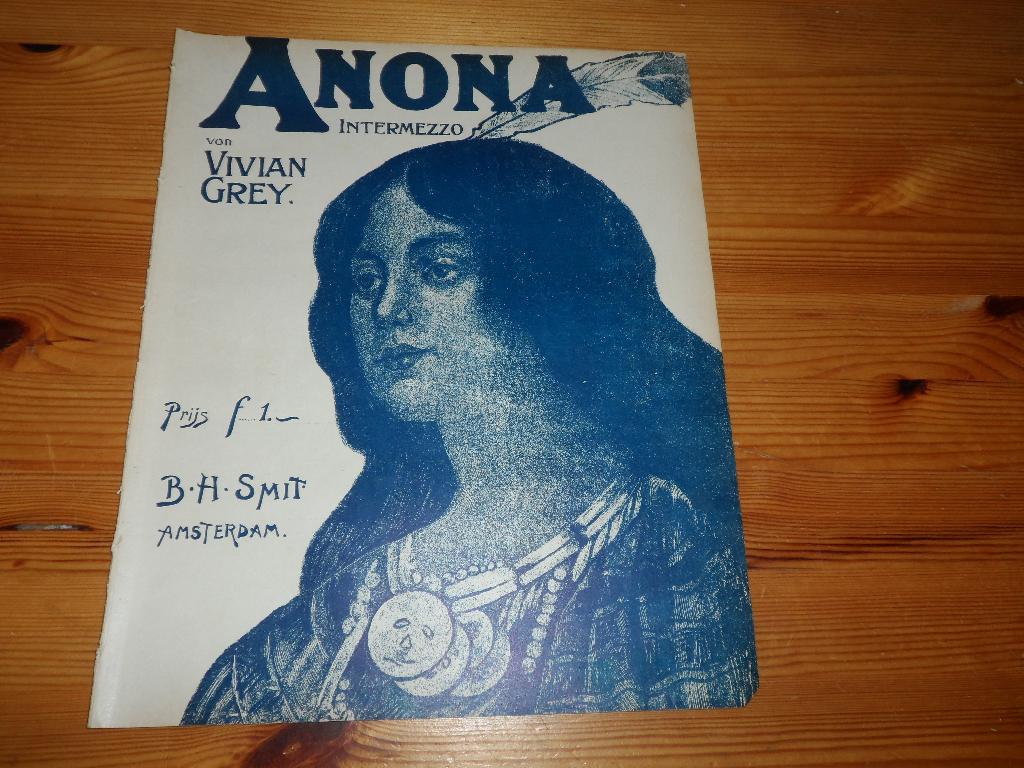 ANONA
INTERMEZZO
von
VIVIAN
GREY.
Prijs f 1.–
B·H·SMIT
AMSTERDAM.